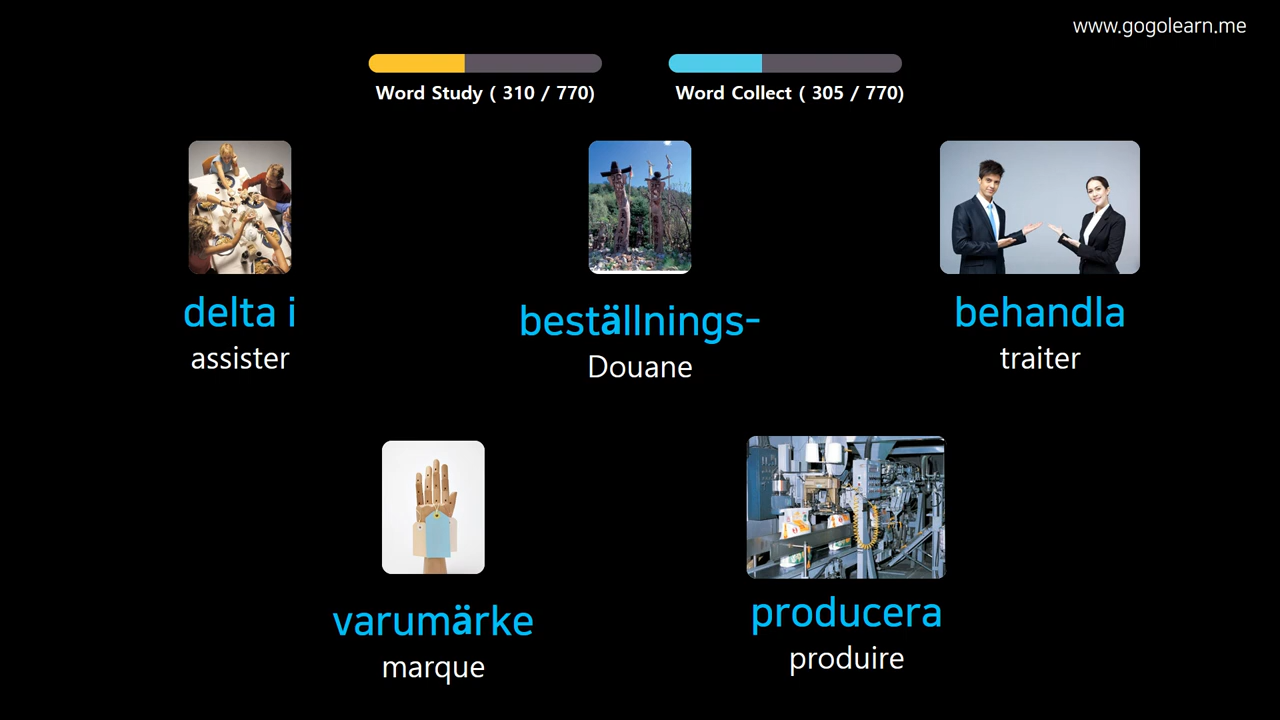 www.gogolearn.me
Word Study ( 310 / 770)
Word Collect ( 305 / 770)
delta i
assister
beställnings-
Douane
behandla
traiter
varumärke
marque
producera
produire